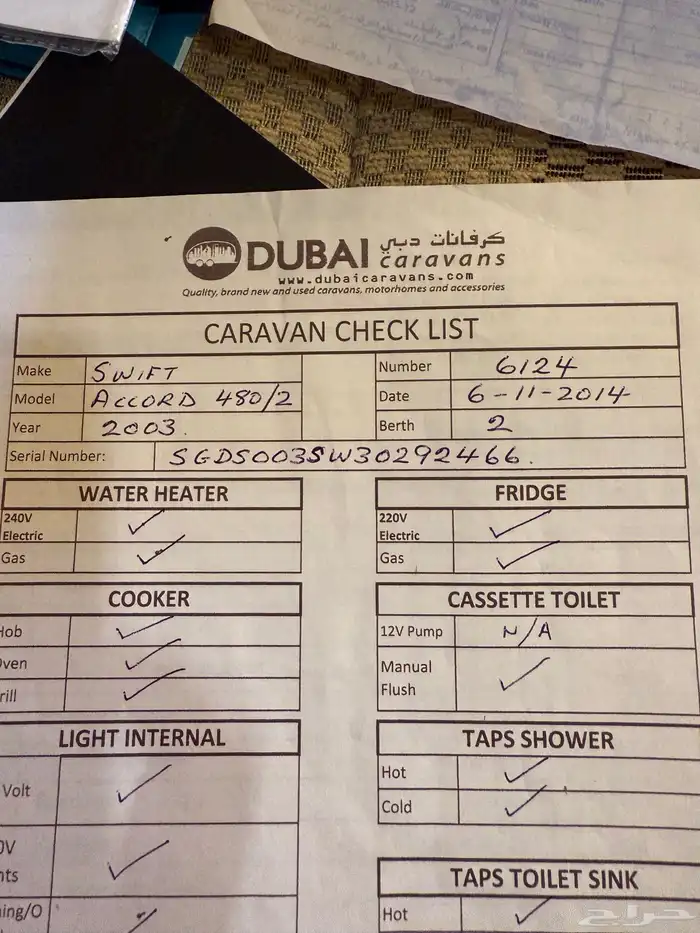 DUBAI كرفانات دبي
caravans
www.dubaicaravans.com
Quality, brand new and used caravans, motorhomes and accessories
CARAVAN CHECK LIST
Make SWIFT Number 6124
Model ACCORD 480/2 Date 6-11-2014
Year 2003. Berth 2
Serial Number: SGDS003SW30292466.
WATER HEATER FRIDGE
240V Electric ✓ 220V Electric ✓
Gas ✓ Gas ✓
COOKER CASSETTE TOILET
Hob ✓ 12V Pump N/A
Oven ✓ Manual Flush ✓
rill ✓
LIGHT INTERNAL TAPS SHOWER
Volt ✓ Hot ✓
Cold ✓
0V
nts ✓
TAPS TOILET SINK
ing/O ✓ Hot ✓
حراج